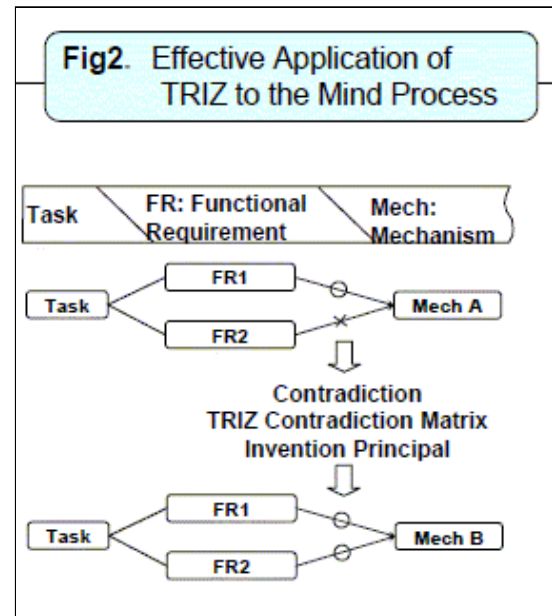 Fig2. Effective Application of
TRIZ to the Mind Process
Task
FR: Functional
Requirement
Mech:
Mechanism
FR1
Task
Mech A
FR2
Contradiction
TRIZ Contradiction Matrix
Invention Principal
FR1
Task
Mech B
FR2